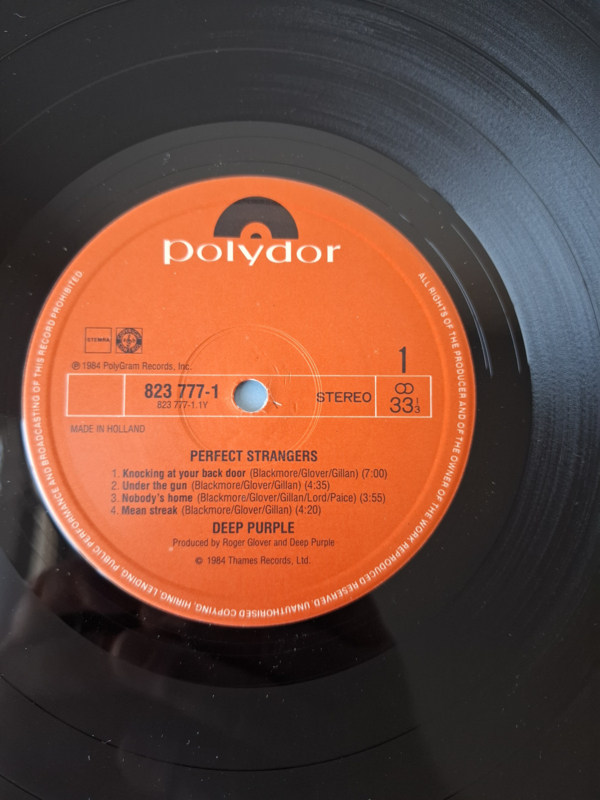 polydor
STEMRA
℗ 1984 PolyGram Records, Inc.
1
823 777-1
823 777-1.1Y
STEREO
33 1/3
MADE IN HOLLAND
PERFECT STRANGERS
1. Knocking at your back door (Blackmore/Glover/Gillan) (7:00)
2. Under the gun (Blackmore/Glover/Gillan) (4:35)
3. Nobody's home (Blackmore/Glover/Gillan/Lord/Paice) (3:55)
4. Mean streak (Blackmore/Glover/Gillan) (4:20)
DEEP PURPLE
Produced by Roger Glover and Deep Purple
© 1984 Thames Records, Ltd.
ALL RIGHTS OF THE PRODUCER AND OF THE OWNER OF THE WORK REPRODUCED RESERVED. UNAUTHORISED COPYING, HIRING, LENDING, PUBLIC PERFORMANCE AND BROADCASTING OF THIS RECORD PROHIBITED.